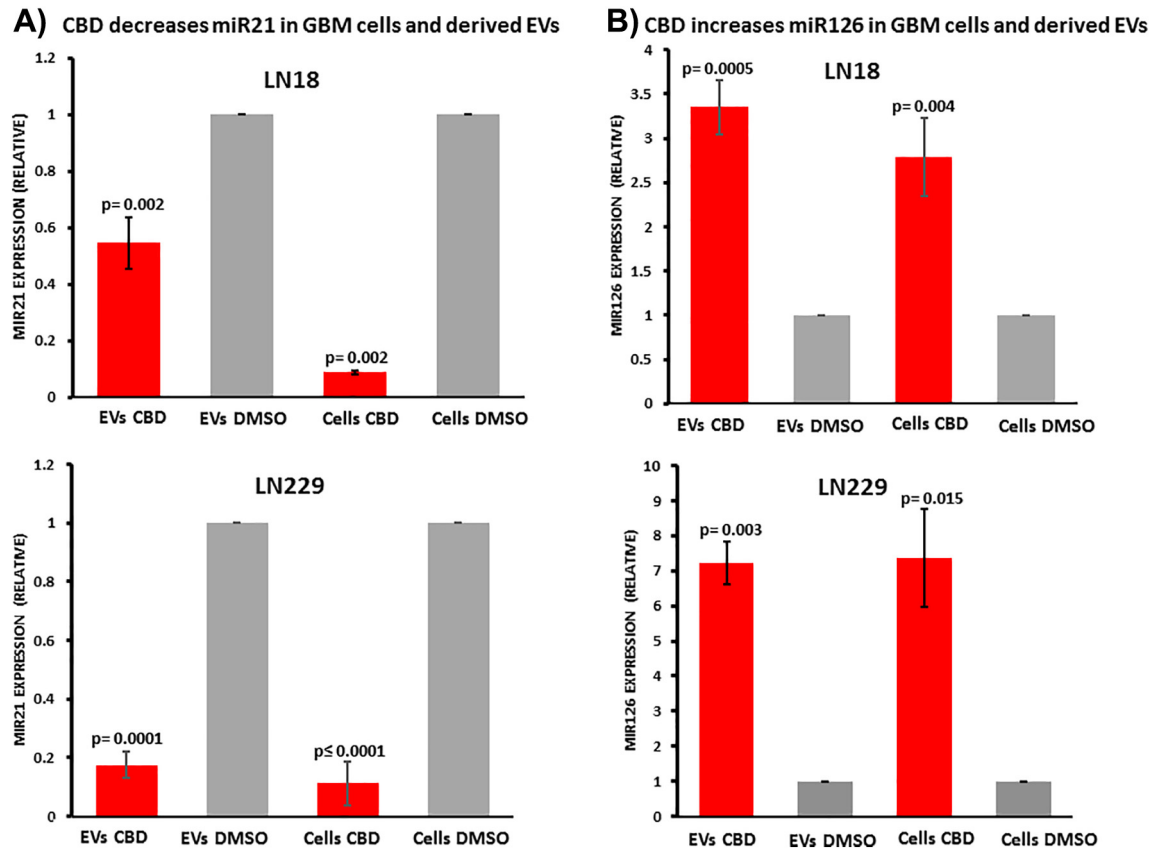 A) CBD decreases miR21 in GBM cells and derived EVs
LN18
MIR21 EXPRESSION (RELATIVE)
1.2
1
0.8
0.6
0.4
0.2
0
p= 0.002
p= 0.002
EVs CBD EVs DMSO Cells CBD Cells DMSO
LN229
MIR21 EXPRESSION (RELATIVE)
1.2
1
0.8
0.6
0.4
0.2
0
p= 0.0001
p≤ 0.0001
EVs CBD EVs DMSO Cells CBD Cells DMSO
B) CBD increases miR126 in GBM cells and derived EVs
LN18
MIR126 EXPRESSION (RELATIVE)
4
3.5
3
2.5
2
1.5
1
0.5
0
p= 0.0005
p= 0.004
EVs CBD EVs DMSO Cells CBD Cells DMSO
LN229
MIR126 EXPRESSION (RELATIVE)
10
9
8
7
6
5
4
3
2
1
0
p= 0.003
p= 0.015
EVs CBD EVs DMSO Cells CBD Cells DMSO